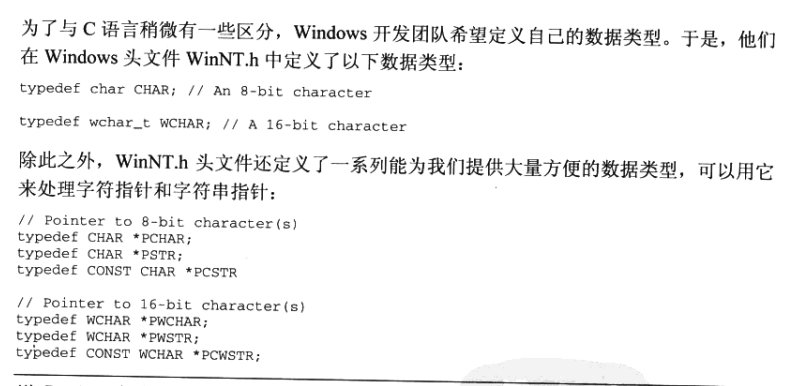 为了与 C 语言稍微有一些区分，Windows 开发团队希望定义自己的数据类型。于是，他们
在 Windows 头文件 WinNT.h 中定义了以下数据类型：
typedef char CHAR; // An 8-bit character
typedef wchar_t WCHAR; // A 16-bit character
除此之外，WinNT.h 头文件还定义了一系列能为我们提供大量方便的数据类型，可以用它
来处理字符指针和字符串指针：
// Pointer to 8-bit character(s)
typedef CHAR *PCHAR;
typedef CHAR *PSTR;
typedef CONST CHAR *PCSTR
// Pointer to 16-bit character(s)
typedef WCHAR *PWCHAR;
typedef WCHAR *PWSTR;
typedef CONST WCHAR *PCWSTR;